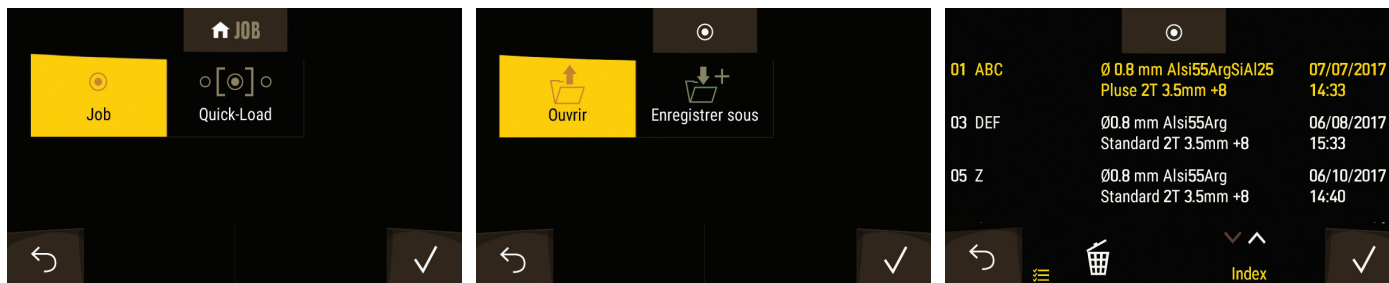 JOB
Job
Quick-Load
Ouvrir
Enregistrer sous
01 ABC Ø 0.8 mm Alsi55ArgSiAl25 07/07/2017
Pluse 2T 3.5mm +8 14:33
03 DEF Ø0.8 mm Alsi55Arg 06/08/2017
Standard 2T 3.5mm +8 15:33
05 Z Ø0.8 mm Alsi55Arg 06/10/2017
Standard 2T 3.5mm +8 14:40
Index